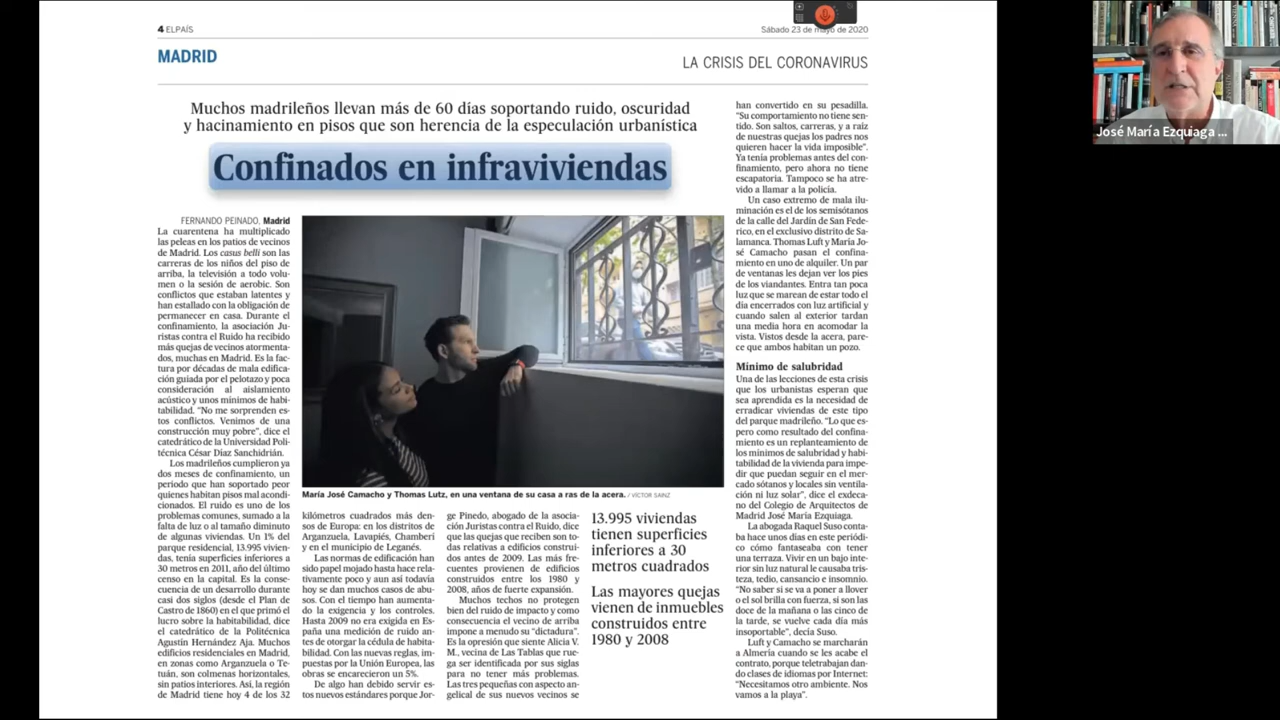 4 ELPAÍS
Sábado 23 de mayo de 2020
MADRID
LA CRISIS DEL CORONAVIRUS
Muchos madrileños llevan más de 60 días soportando ruido, oscuridad
y hacinamiento en pisos que son herencia de la especulación urbanística
Confinados en infraviviendas
FERNANDO PEINADO, Madrid
La cuarentena ha multiplicado
las peleas en los patios de vecinos
de Madrid. Los casus belli son las
carreras de los niños del piso de
arriba, la televisión a todo volu-
men o la sesión de aerobic. Son
conflictos que estaban latentes y
han estallado con la obligación de
permanecer en casa. Durante el
confinamiento, la asociación Ju-
ristas contra el Ruido ha recibido
más quejas de vecinos atormenta-
dos, muchas en Madrid. Es la fac-
tura por décadas de mala edifica-
ción guiada por el pelotazo y poca
consideración al aislamiento
acústico y unos mínimos de habi-
tabilidad. “No me sorprenden es-
tos conflictos. Venimos de una
construcción muy pobre”, dice el
catedrático de la Universidad Poli-
técnica César Díaz Sanchidrián.
Los madrileños cumplieron ya
dos meses de confinamiento, un
periodo que han soportado peor
quienes habitan pisos mal acondi-
cionados. El ruido es uno de los
problemas comunes, sumado a la
falta de luz o al tamaño diminuto
de algunas viviendas. Un 1% del
parque residencial, 13.995 vivien-
das, tenía superficies inferiores a
30 metros en 2011, año del último
censo en la capital. Es la conse-
cuencia de un desarrollo durante
casi dos siglos (desde el Plan de
Castro de 1860) en el que primó el
lucro sobre la habitabilidad, dice
el catedrático de la Politécnica
Agustín Hernández Aja. Muchos
edificios residenciales en Madrid,
en zonas como Arganzuela o Te-
tuán, son colmenas horizontales,
sin patios interiores. Así, la región
de Madrid tiene hoy 4 de los 32
María José Camacho y Thomas Lutz, en una ventana de su casa a ras de la acera. / VÍCTOR SAINZ
kilómetros cuadrados más den-
sos de Europa: en los distritos de
Arganzuela, Lavapiés, Chamberí
y en el municipio de Leganés.
Las normas de edificación han
sido papel mojado hasta hace re-
lativamente poco y aun así todavía
hoy se dan muchos casos de abu-
sos. Con el tiempo han aumenta-
do la exigencia y los controles.
Hasta 2009 no era exigida en Es-
paña una medición de ruido an-
tes de otorgar la cédula de habita-
bilidad. Con las nuevas reglas, im-
puestas por la Unión Europea, las
obras se encarecieron un 5%.
De algo han debido servir es-
tos nuevos estándares porque Jor-
ge Pinedo, abogado de la asocia-
ción Juristas contra el Ruido, dice
que las quejas que reciben son to-
das relativas a edificios construi-
dos antes de 2009. Las más fre-
cuentes provienen de edificios
construidos entre los 1980 y
2008, años de fuerte expansión.
Muchos techos no protegen
bien del ruido de impacto y como
consecuencia el vecino de arriba
impone a menudo su “dictadura”.
Es la opresión que siente Alicia V.
M., vecina de Las Tablas que rue-
ga ser identificada por sus siglas
para no tener más problemas.
Las tres pequeñas con aspecto an-
gelical de sus nuevos vecinos se
13.995 viviendas
tienen superficies
inferiores a 30
metros cuadrados
Las mayores quejas
vienen de inmuebles
construidos entre
1980 y 2008
han convertido en su pesadilla.
“Su comportamiento no tiene sen-
tido. Son saltos, carreras, y a raíz
de nuestras quejas los padres nos
quieren hacer la vida imposible”.
Ya tenía problemas antes del con-
finamiento, pero ahora no tiene
escapatoria. Tampoco se ha atre-
vido a llamar a la policía.
Un caso extremo de mala ilu-
minación es el de los semisótanos
de la calle del Jardín de San Fede-
rico, en el exclusivo distrito de Sa-
lamanca. Thomas Luft y María Jo-
sé Camacho pasan el confina-
miento en uno de alquiler. Un par
de ventanas les dejan ver los pies
de los viandantes. Entra tan poca
luz que se marean de estar todo el
día encerrados con luz artificial y
cuando salen al exterior tardan
una media hora en acomodar la
vista. Vistos desde la acera, pare-
ce que ambos habitan un pozo.
Mínimo de salubridad
Una de las lecciones de esta crisis
que los urbanistas esperan que
sea aprendida es la necesidad de
erradicar viviendas de este tipo
del parque madrileño. “Lo que es-
pero como resultado del confina-
miento es un replanteamiento de
los mínimos de salubridad y habi-
tabilidad de la vivienda para impe-
dir que puedan seguir en el merca-
do sótanos y locales sin ventila-
ción ni luz solar”, dice el exdeca-
no del Colegio de Arquitectos de
Madrid José María Ezquiaga.
La abogada Raquel Suso conta-
ba hace unos días en este periódi-
co cómo fantaseaba con tener
una terraza. Vivir en un bajo inte-
rior sin luz natural le causaba tris-
teza, tedio, cansancio e insomnio.
“No saber si se va a poner a llover
o el sol brilla con fuerza, si son las
doce de la mañana o las cinco de
la tarde, se vuelve cada día más
insoportable”, decía Suso.
Luft y Camacho se marcharán
a Almería cuando se les acabe el
contrato, porque teletrabajan dan-
do clases de idiomas por Internet:
“Necesitamos otro ambiente. Nos
vamos a la playa”.
José María Ezquiaga ...